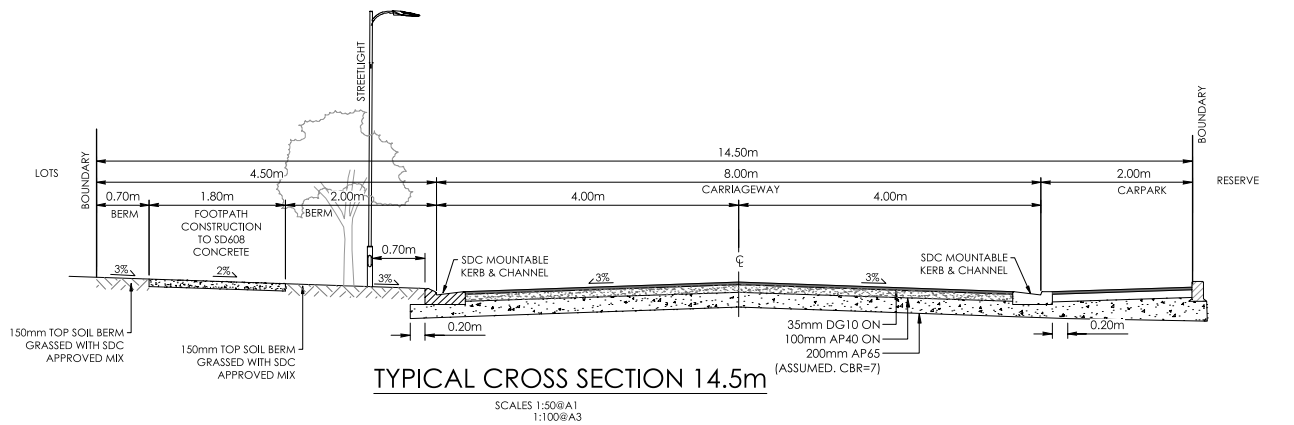 STREETLIGHT
BOUNDARY
14.50m
LOTS
BOUNDARY
4.50m
8.00m
CARRIAGEWAY
2.00m
CARPARK
RESERVE
0.70m
BERM
1.80m
FOOTPATH
CONSTRUCTION
TO SD608
CONCRETE
2.00m
BERM
4.00m
4.00m
0.70m
SDC MOUNTABLE
KERB & CHANNEL
CL
SDC MOUNTABLE
KERB & CHANNEL
3%
2%
3%
3%
3%
150mm TOP SOIL BERM
GRASSED WITH SDC
APPROVED MIX
150mm TOP SOIL BERM
GRASSED WITH SDC
APPROVED MIX
0.20m
35mm DG10 ON
100mm AP40 ON
200mm AP65
(ASSUMED. CBR=7)
0.20m
TYPICAL CROSS SECTION 14.5m
SCALES 1:50@A1
1:100@A3